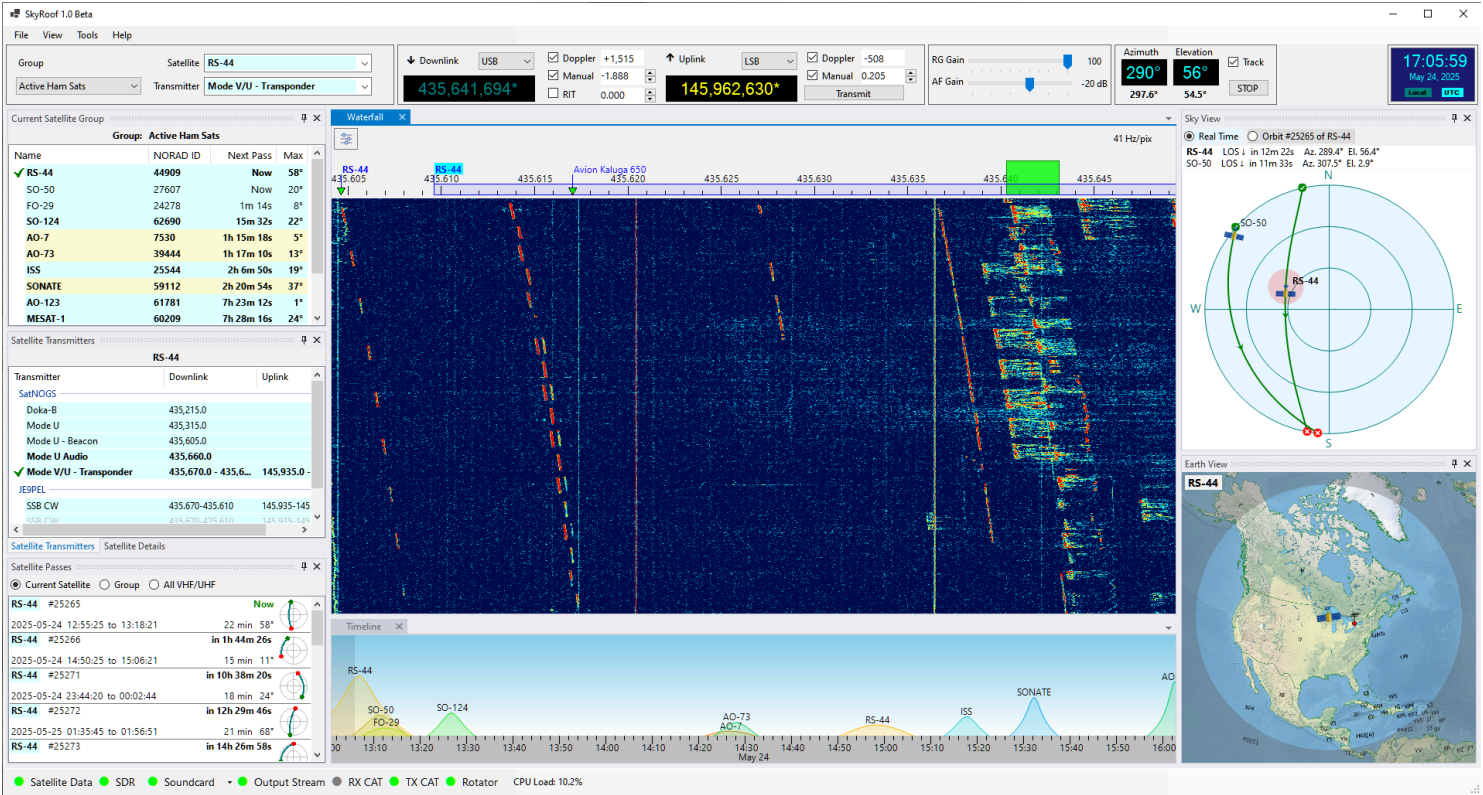 SkyRoof 1.0 Beta
File View Tools Help
Group Satellite RS-44
Active Ham Sats Transmitter Mode V/U - Transponder
Downlink USB Doppler +1,515
435,641,694* Manual -1.888
RIT 0.000
Uplink LSB Doppler -508
145,962,630* Manual 0.205
Transmit
RG Gain 100
AF Gain -20 dB
Azimuth Elevation Track
290° 56°
297.6° 54.5° STOP
17:05:59
May 24, 2025
Local UTC
Current Satellite Group
Group: Active Ham Sats
Name NORAD ID Next Pass Max
RS-44 44909 Now 58°
SO-50 27607 Now 20°
FO-29 24278 1m 14s 8°
SO-124 62690 15m 32s 22°
AO-7 7530 1h 15m 18s 5°
AO-73 39444 1h 17m 10s 13°
ISS 25544 2h 6m 50s 19°
SONATE 59112 2h 20m 54s 37°
AO-123 61781 7h 23m 12s 1°
MESAT-1 60209 7h 28m 16s 24°
Satellite Transmitters
RS-44
Transmitter Downlink Uplink
SatNOGS
Doka-B 435,215.0
Mode U 435,315.0
Mode U - Beacon 435,605.0
Mode U Audio 435,660.0
Mode V/U - Transponder 435,670.0 - 435,6... 145,935.0 -
JE9PEL
SSB CW 435.670-435.610 145.935-145
SSB CW 435.670-435.610 145.935-145
Satellite Transmitters Satellite Details
Satellite Passes
Current Satellite Group All VHF/UHF
RS-44 #25265 Now
2025-05-24 12:55:25 to 13:18:21 22 min 58°
RS-44 #25266 in 1h 44m 26s
2025-05-24 14:50:25 to 15:06:21 15 min 11°
RS-44 #25271 in 10h 38m 20s
2025-05-24 23:44:20 to 00:02:44 18 min 24°
RS-44 #25272 in 12h 29m 46s
2025-05-25 01:35:45 to 01:56:51 21 min 68°
RS-44 #25273 in 14h 26m 58s
Waterfall
41 Hz/pix
RS-44 RS-44 Avion Kaluga 650
435.605 435.610 435.615 435.620 435.625 435.630 435.635 435.640 435.645
Timeline
RS-44
SO-50
FO-29
SO-124
AO-73
AO-7
RS-44
ISS
SONATE
AO
00 13:10 13:20 13:30 13:40 13:50 14:00 14:10 14:20 14:30 14:40 14:50 15:00 15:10 15:20 15:30 15:40 15:50 16:00
May 24
Sky View
Real Time Orbit #25265 of RS-44
RS-44 LOS↓ in 12m 22s Az. 289.4° El. 56.4°
SO-50 LOS↓ in 11m 33s Az. 307.5° El. 2.9°
N
SO-50
RS-44
W E
S
Earth View
RS-44
Satellite Data SDR Soundcard Output Stream RX CAT TX CAT Rotator CPU Load: 10.2%